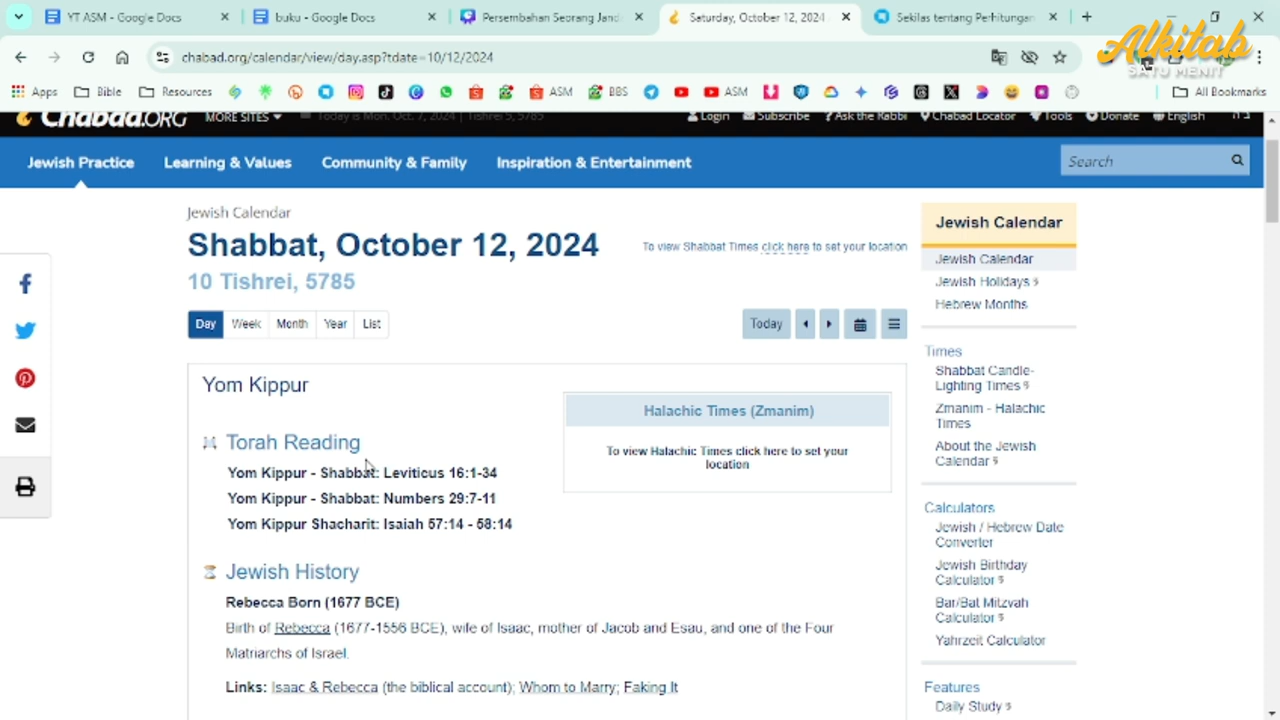 YT ASM - Google Docs
buku - Google Docs
Persembahan Seorang Jand
Saturday, October 12, 2024
Sekilas tentang Perhitungan
chabad.org/calendar/view/day.asp?tdate=10/12/2024
Alkitab
SATU MENIT
Apps
Bible
Resources
ASM
BBS
ASM
All Bookmarks
CHABAD.ORG
MORE SITES
Today is Mon. Oct. 7, 2024 | Tishrei 5, 5785
Login
Subscribe
Ask the Rabbi
Chabad Locator
Tools
Donate
English
Jewish Practice
Learning & Values
Community & Family
Inspiration & Entertainment
Search
Jewish Calendar
Shabbat, October 12, 2024
To view Shabbat Times click here to set your location
10 Tishrei, 5785
Day
Week
Month
Year
List
Today
Yom Kippur
Halachic Times (Zmanim)
To view Halachic Times click here to set your
location
Torah Reading
Yom Kippur - Shabbat: Leviticus 16:1-34
Yom Kippur - Shabbat: Numbers 29:7-11
Yom Kippur Shacharit: Isaiah 57:14 - 58:14
Jewish History
Rebecca Born (1677 BCE)
Birth of Rebecca (1677-1556 BCE), wife of Isaac, mother of Jacob and Esau, and one of the Four
Matriarchs of Israel.
Links: Isaac & Rebecca (the biblical account); Whom to Marry; Faking It
Jewish Calendar
Jewish Calendar
Jewish Holidays
Hebrew Months
Times
Shabbat Candle-
Lighting Times
Zmanim - Halachic
Times
About the Jewish
Calendar
Calculators
Jewish / Hebrew Date
Converter
Jewish Birthday
Calculator
Bar/Bat Mitzvah
Calculator
Yahrzeit Calculator
Features
Daily Study